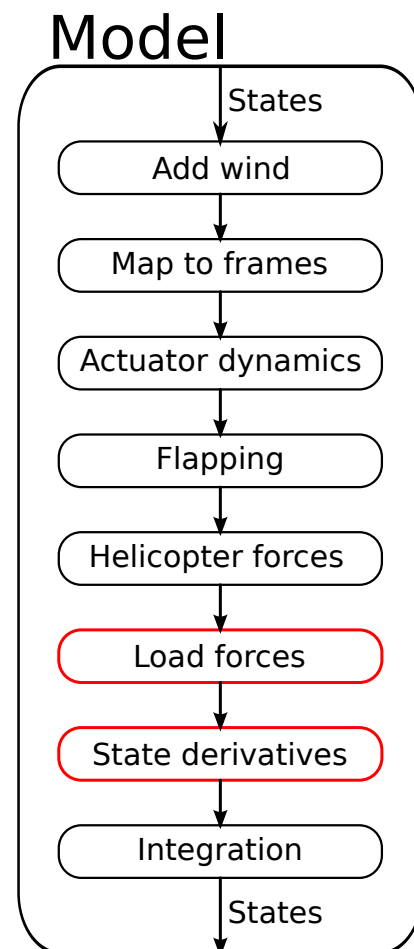 Model
States
Add wind
Map to frames
Actuator dynamics
Flapping
Helicopter forces
Load forces
State derivatives
Integration
States